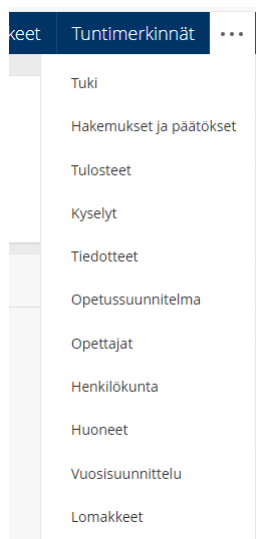 keet Tuntimerkinnät ...
Tuki
Hakemukset ja päätökset
Tulosteet
Kyselyt
Tiedotteet
Opetussuunnitelma
Opettajat
Henkilökunta
Huoneet
Vuosisuunnittelu
Lomakkeet